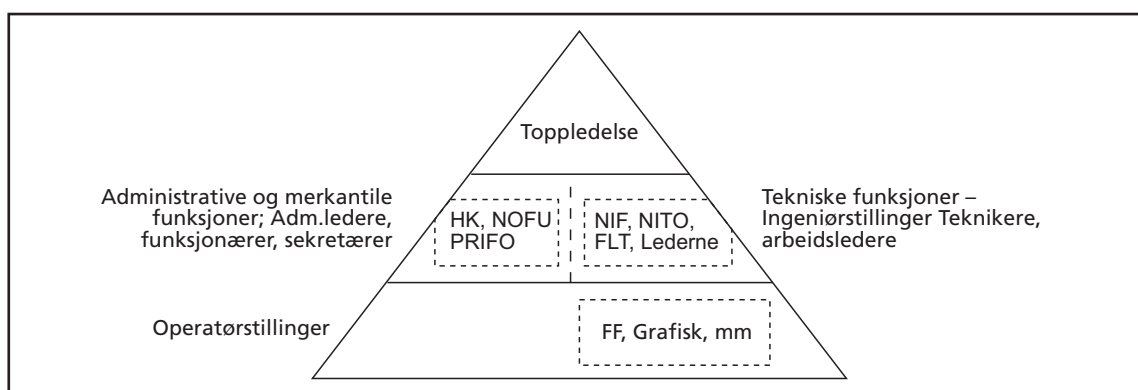 Toppledelse
Administrative og merkantile
funksjoner; Adm.ledere,
funksjonærer, sekretærer
HK, NOFU
PRIFO
NIF, NITO,
FLT, Lederne
Tekniske funksjoner –
Ingeniørstillinger Teknikere,
arbeidsledere
Operatørstillinger
FF, Grafisk, mm